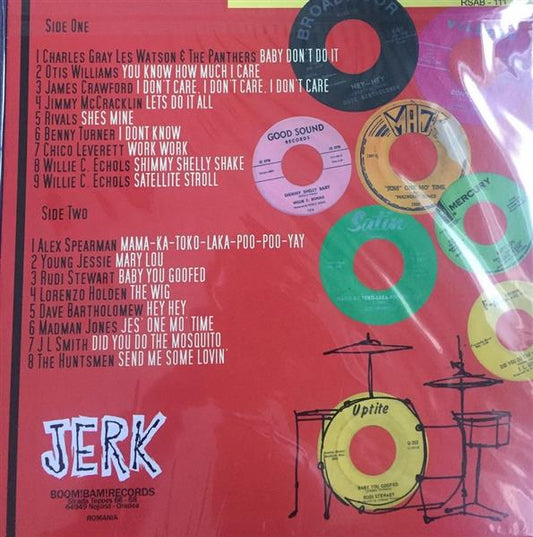 RSAB - 111
SIDE ONE
1 CHARLES GRAY LES WATSON & THE PANTHERS BABY DON'T DO IT
2 OTIS WILLIAMS YOU KNOW HOW MUCH I CARE
3 JAMES CRAWFORD I DON'T CARE, I DON'T CARE, I DON'T CARE
4 JIMMY MCCRACKLIN LETS DO IT ALL
5 RIVALS SHES MINE
6 BENNY TURNER I DONT KNOW
7 CHICO LEVERETT WORK WORK
8 WILLIE C. ECHOLS SHIMMY SHELLY SHAKE
9 WILLIE C. ECHOLS SATELLITE STROLL
SIDE TWO
1 ALEX SPEARMAN MAMA-KA-TOKO-LAKA-POO-POO-YAY
2 YOUNG JESSIE MARY LOU
3 RUDI STEWART BABY YOU GOOFED
4 LORENZO HOLDEN THE WIG
5 DAVE BARTHOLOMEW HEY HEY
6 MADMAN JONES JES' ONE MO' TIME
7 J L SMITH DID YOU DO THE MOSQUITO
8 THE HUNTSMEN SEND ME SOME LOVIN'
HEY-HEY
GOOD SOUND
RECORDS
MAD
"JESS' ONE MO' TIME"
MERCURY
Satin
Uptite
BABY YOU GOOFED
RUDI STEWART
JERK
BOOM!BAM!RECORDS
ROMANIA